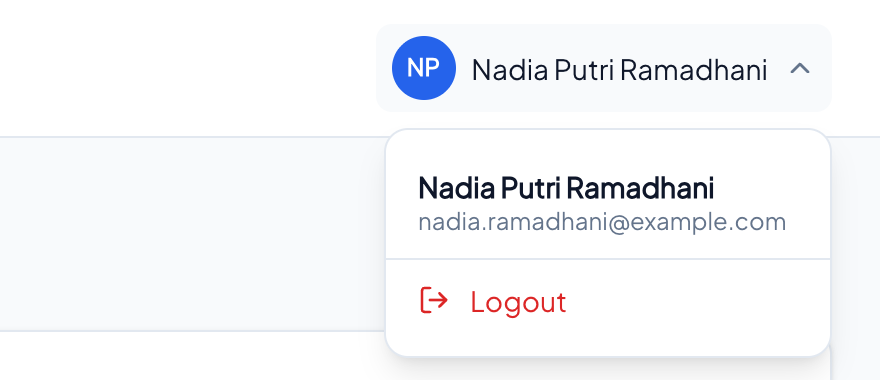 NP
Nadia Putri Ramadhani
Nadia Putri Ramadhani
nadia.ramadhani@example.com
Logout